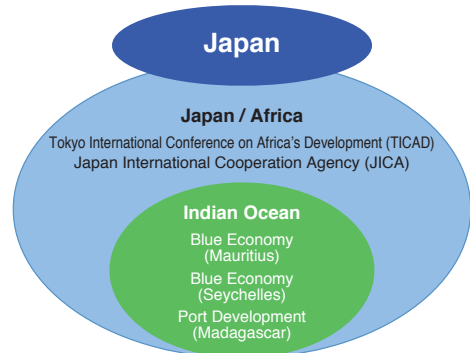 Japan
Japan / Africa
Tokyo International Conference on Africa's Development (TICAD)
Japan International Cooperation Agency (JICA)
Indian Ocean
Blue Economy
(Mauritius)
Blue Economy
(Seychelles)
Port Development
(Madagascar)